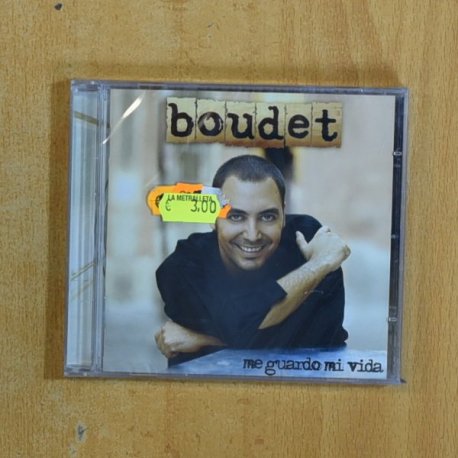 boudet
LA METRALLETA
€ 3,00
me guardo mi vida